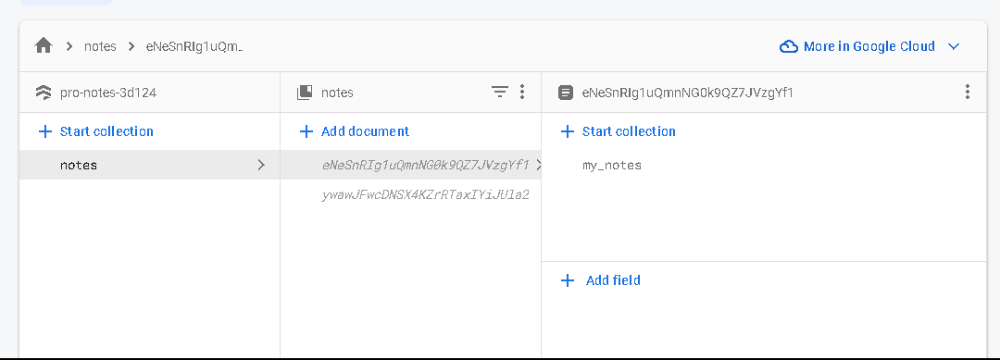 notes
eNeSnRIg1uQm..
More in Google Cloud
pro-notes-3d124
notes
eNeSnRIg1uQmnNG0k9QZ7JVzgYf1
Start collection
Add document
Start collection
notes
eNeSnRIg1uQmnNG0k9QZ7JVzgYf1
my_notes
ywawJFwcDNSX4KZrRTaxIYiJUla2
Add field